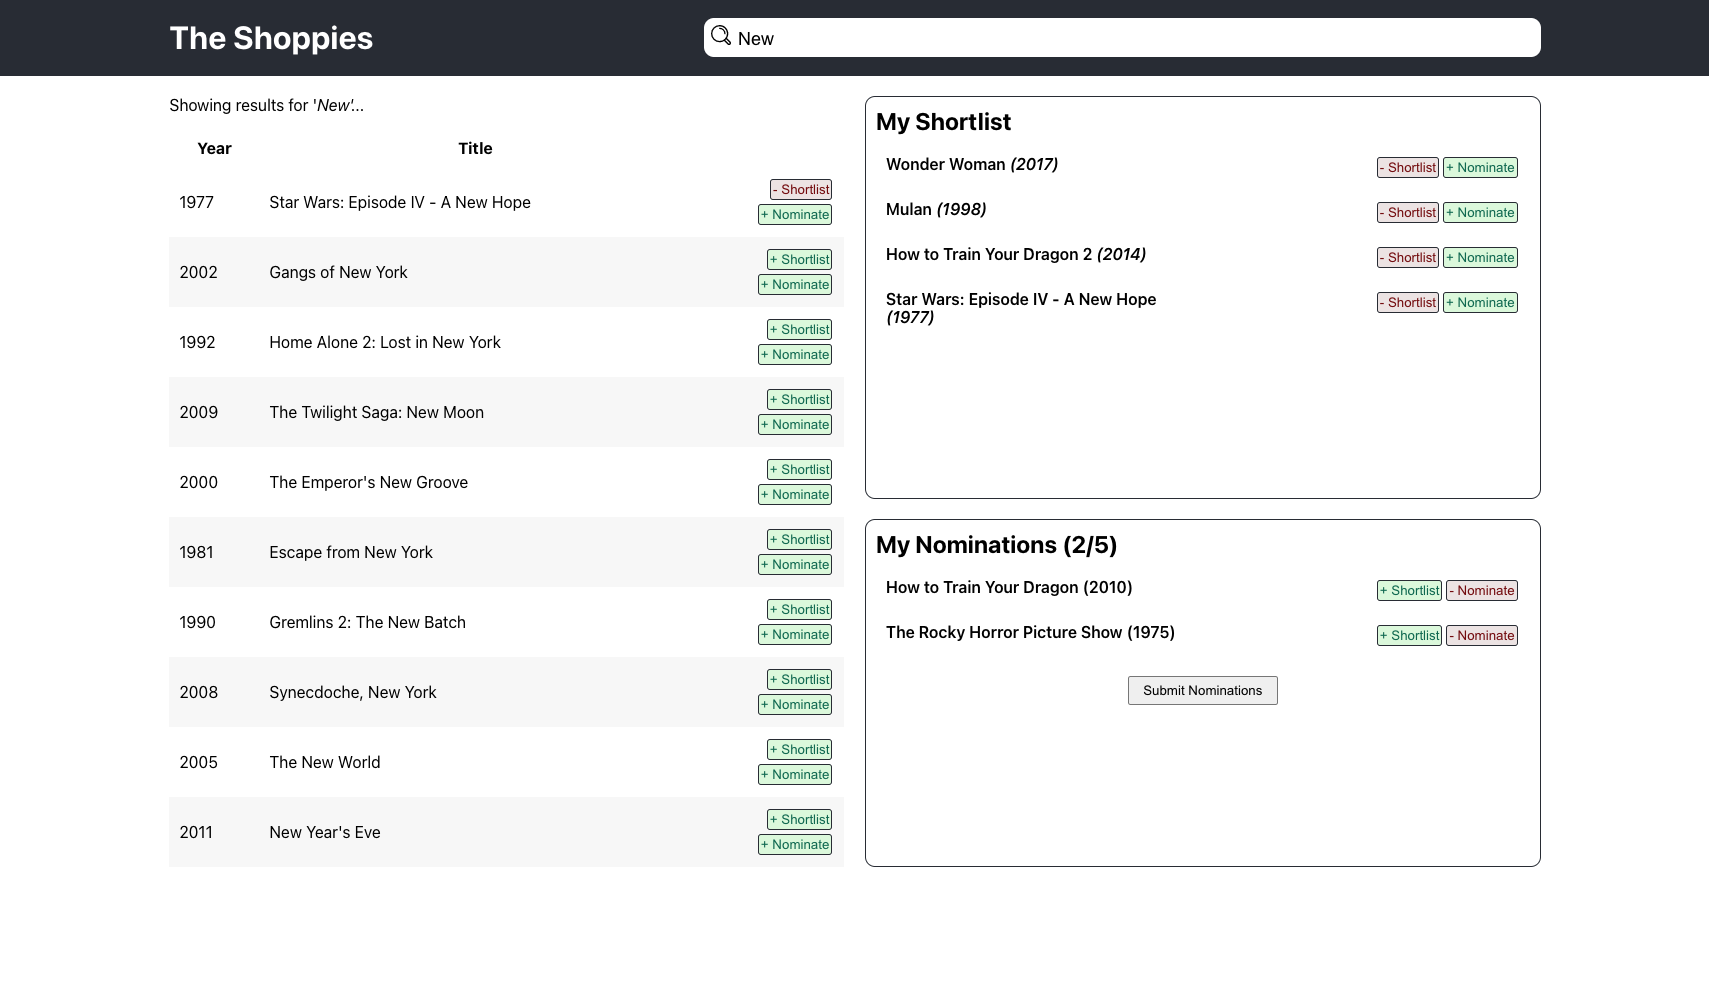 The Shoppies
New
Showing results for 'New'...
Year Title
1977 Star Wars: Episode IV - A New Hope - Shortlist
+ Nominate
2002 Gangs of New York + Shortlist
+ Nominate
1992 Home Alone 2: Lost in New York + Shortlist
+ Nominate
2009 The Twilight Saga: New Moon + Shortlist
+ Nominate
2000 The Emperor's New Groove + Shortlist
+ Nominate
1981 Escape from New York + Shortlist
+ Nominate
1990 Gremlins 2: The New Batch + Shortlist
+ Nominate
2008 Synecdoche, New York + Shortlist
+ Nominate
2005 The New World + Shortlist
+ Nominate
2011 New Year's Eve + Shortlist
+ Nominate
My Shortlist
Wonder Woman (2017) - Shortlist + Nominate
Mulan (1998) - Shortlist + Nominate
How to Train Your Dragon 2 (2014) - Shortlist + Nominate
Star Wars: Episode IV - A New Hope - Shortlist + Nominate
(1977)
My Nominations (2/5)
How to Train Your Dragon (2010) + Shortlist - Nominate
The Rocky Horror Picture Show (1975) + Shortlist - Nominate
Submit Nominations